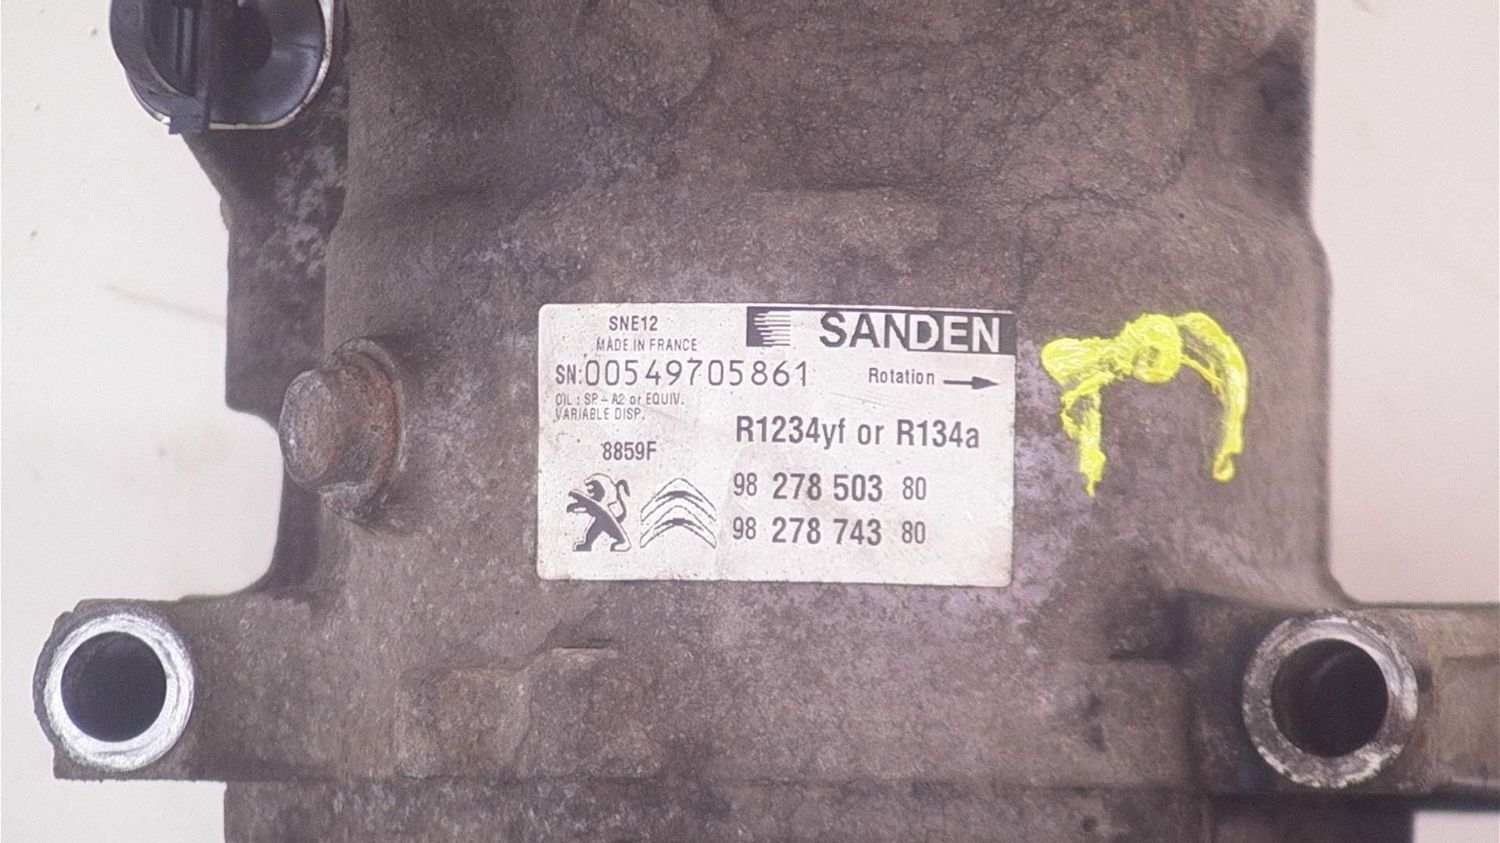 SNE12
MADE IN FRANCE
SANDEN
SN:00549705861
Rotation
OIL : SP-A2 or EQUIV.
VARIABLE DISP.
R1234yf or R134a
8859F
98 278 503 80
98 278 743 80